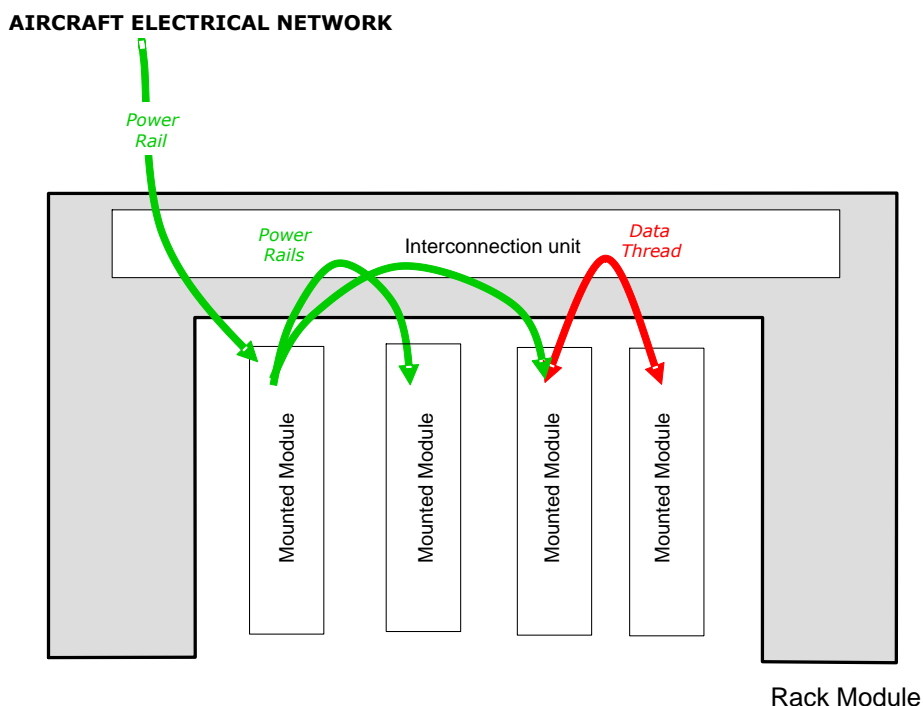 AIRCRAFT ELECTRICAL NETWORK
Power
Rail
Power
Rails
Interconnection unit
Data
Thread
Mounted Module
Mounted Module
Mounted Module
Mounted Module
Rack Module